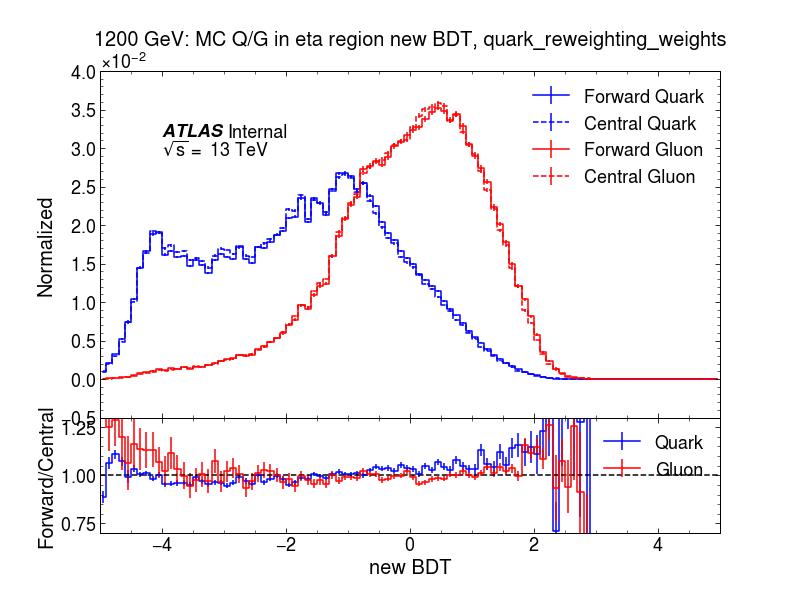 1200 GeV: MC Q/G in eta region new BDT, quark_reweighting_weights
×10⁻²
4.0
3.5
3.0
2.5
2.0
1.5
1.0
0.5
0.0
Normalized
ATLAS Internal
√s = 13 TeV
Forward Quark
Central Quark
Forward Gluon
Central Gluon
−0.5
1.25
1.00
0.75
Forward/Central
Quark
Gluon
−4 −2 0 2 4
new BDT